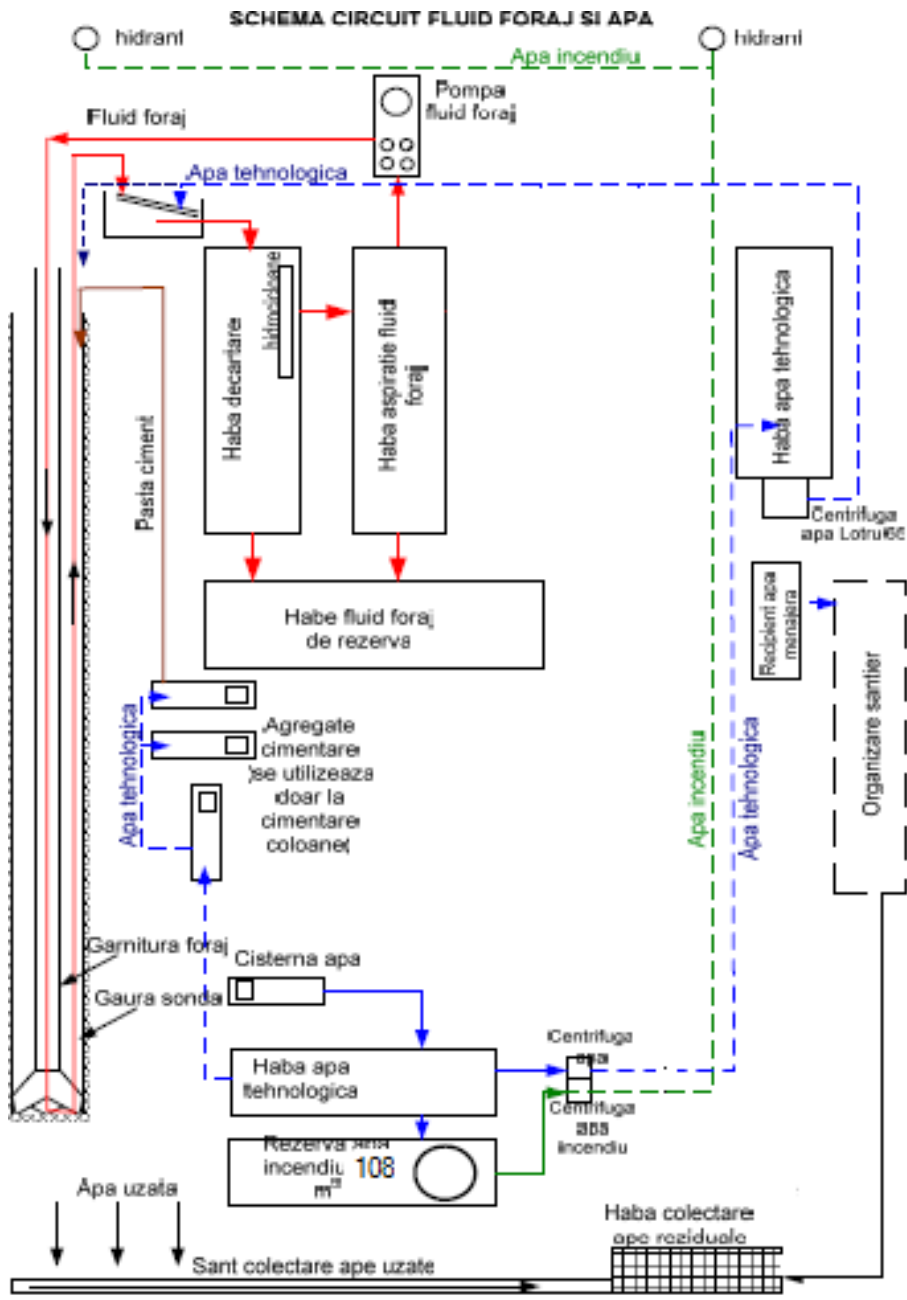 SCHEMA CIRCUIT FLUID FORAJ SI APA
hidrant
hidrant
Apa incendiu
Pompa
fluid foraj
Fluid foraj
Apa tehnologica
Haba decantare
hidrocicloane
Haba aspiratie fluid
foraj
Haba apa tehnologica
Pasta ciment
Centrifuga
apa Lotru 65
Habe fluid foraj
de rezerva
Recipient apa
menajera
Organizare santier
Apa tehnologica
Agregate
cimentare
)se utilizeaza
doar la
cimentare
coloane(
Apa incendiu
Apa tehnologica
Garnitura foraj
Gaura sonda
Cisterna apa
Haba apa
tehnologica
Centrifuga
apa
Centrifuga
apa
incendiu
Rezerva apa
incendiu 108
m³
Apa uzata
Haba colectare
ape reziduale
Sant colectare ape uzate